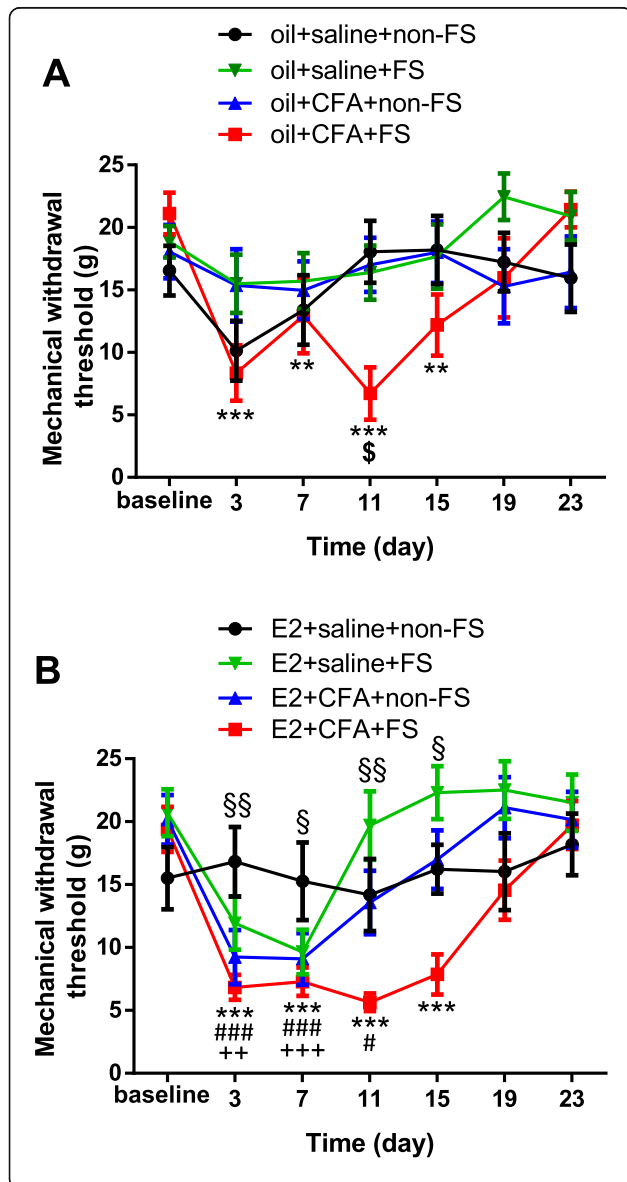 A
oil+saline+non-FS
oil+saline+FS
oil+CFA+non-FS
oil+CFA+FS
Mechanical withdrawal
threshold (g)
25
20
15
10
5
0
***
**
***
$
**
baseline 3 7 11 15 19 23
Time (day)
B
E2+saline+non-FS
E2+saline+FS
E2+CFA+non-FS
E2+CFA+FS
Mechanical withdrawal
threshold (g)
25
20
15
10
5
0
§§ § §§ §
*** *** *** ***
### ### #
++ +++
baseline 3 7 11 15 19 23
Time (day)